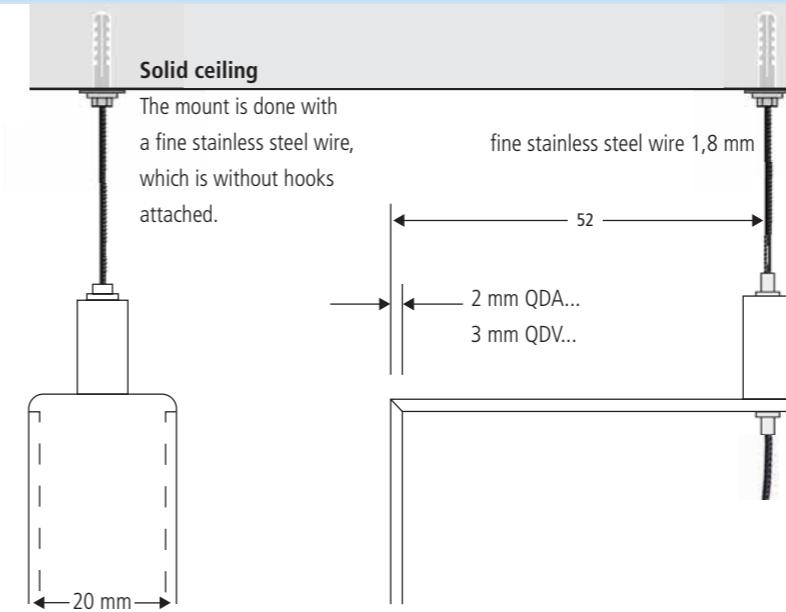 Solid ceiling
The mount is done with
a fine stainless steel wire,
which is without hooks
attached.
fine stainless steel wire 1,8 mm
52
2 mm QDA...
3 mm QDV...
20 mm